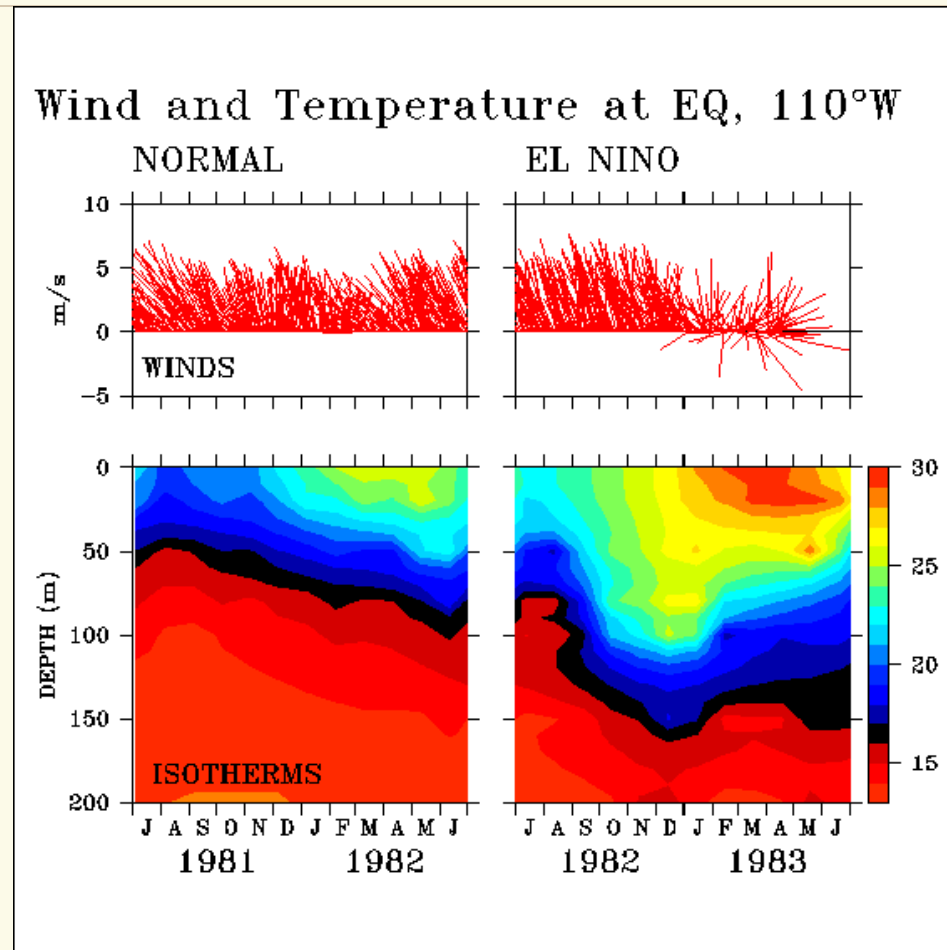 Wind and Temperature at EQ, 110°W
NORMAL
EL NINO
10
5
0
-5
m/s
WINDS
0
50
100
150
200
DEPTH (m)
ISOTHERMS
30
25
20
15
J A S O N D J F M A M J
1981 1982
J A S O N D J F M A M J
1982 1983